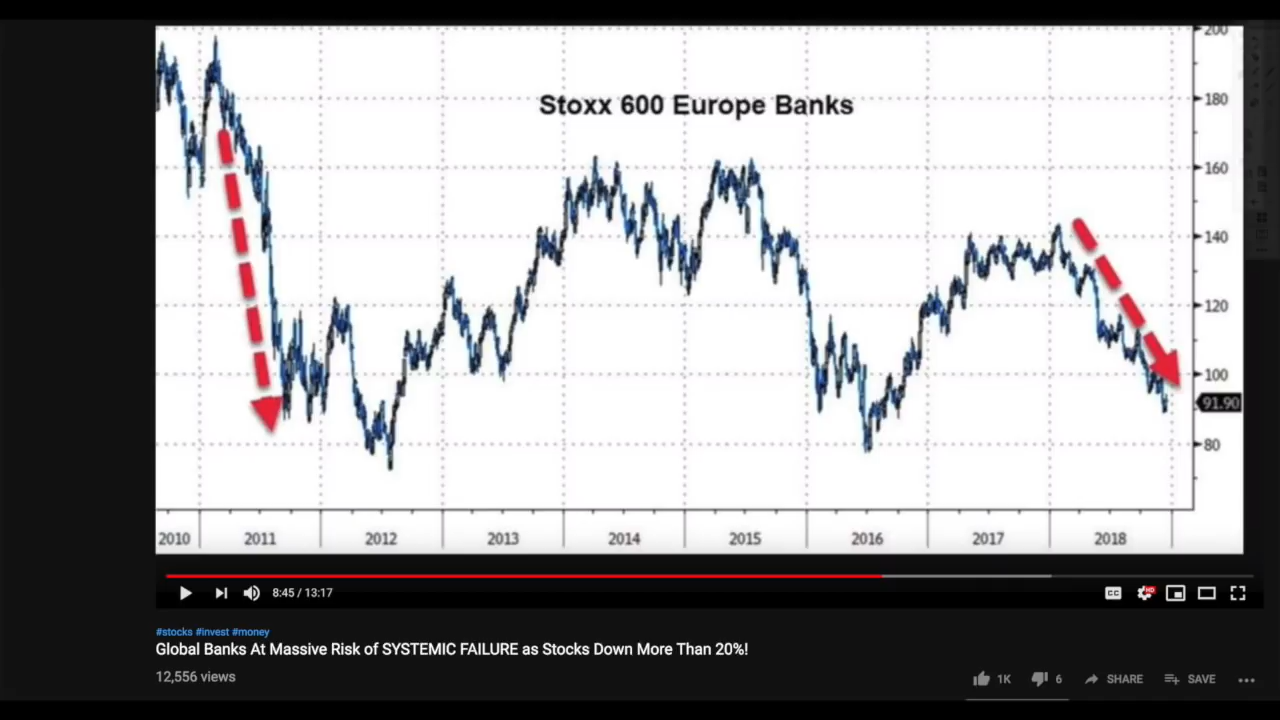 200
Stoxx 600 Europe Banks
180
160
140
120
100
91.90
80
2010 2011 2012 2013 2014 2015 2016 2017 2018
8:45 / 13:17
CC
HD
#stocks #invest #money
Global Banks At Massive Risk of SYSTEMIC FAILURE as Stocks Down More Than 20%!
12,556 views
1K 6 SHARE SAVE